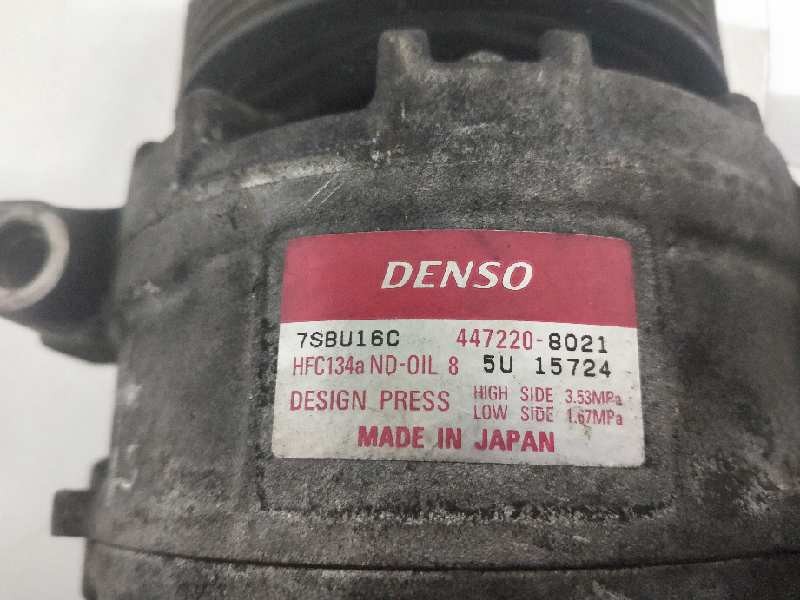 DENSO
7SBU16C 447220-8021
HFC134a ND-OIL 8 5U 15724
DESIGN PRESS HIGH SIDE 3.53MPa
LOW SIDE 1.67MPa
MADE IN JAPAN